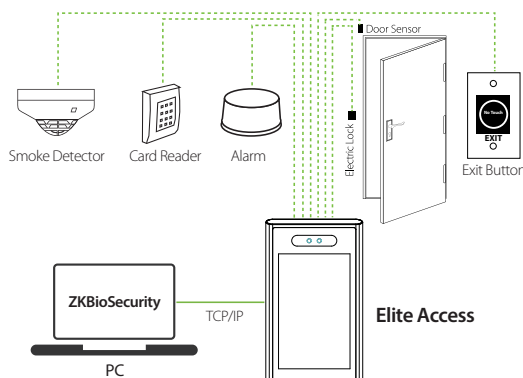 Door Sensor
Electric Lock
No Touch
EXIT
Smoke Detector
Card Reader
Alarm
Exit Button
ZKBioSecurity
TCP/IP
Elite Access
PC